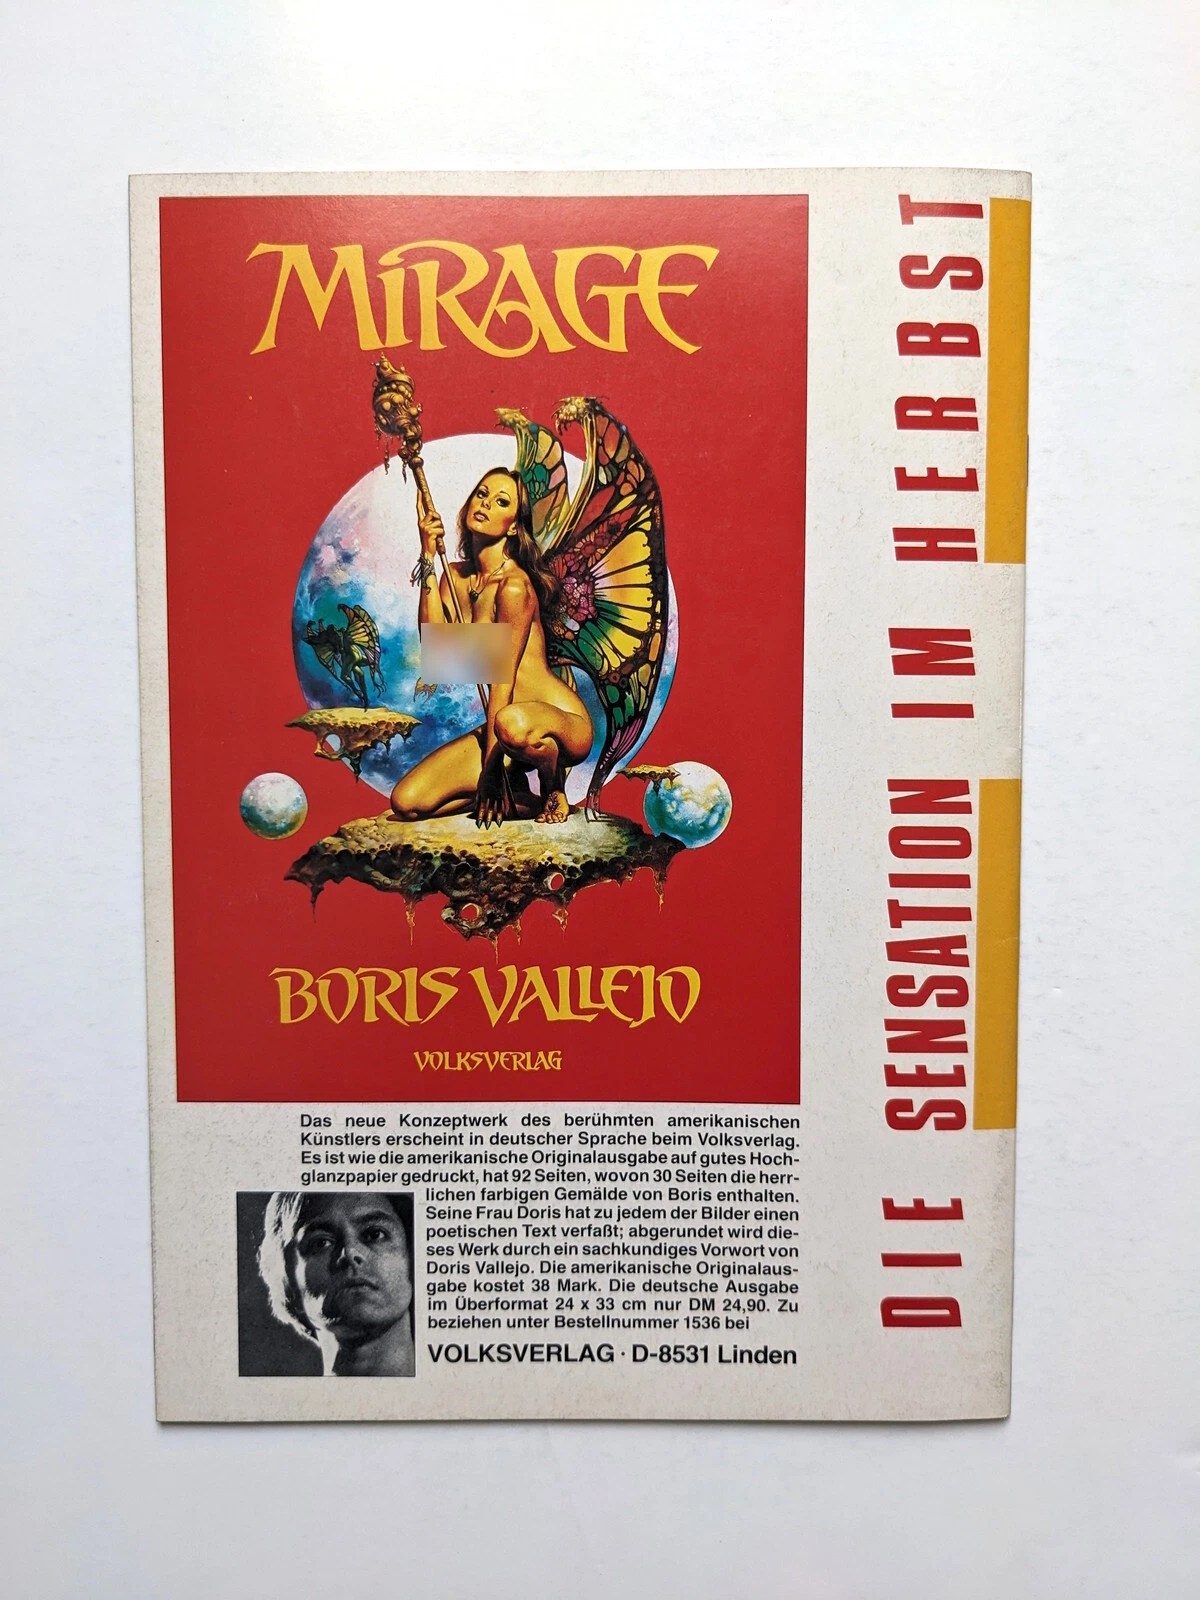 MIRAGE
BORIS VALLEJO
VOLKSVERLAG
Das neue Konzeptwerk des berühmten amerikanischen
Künstlers erscheint in deutscher Sprache beim Volksverlag.
Es ist wie die amerikanische Originalausgabe auf gutes Hoch-
glanzpapier gedruckt, hat 92 Seiten, wovon 30 Seiten die herr-
lichen farbigen Gemälde von Boris enthalten.
Seine Frau Doris hat zu jedem der Bilder einen
poetischen Text verfaßt; abgerundet wird die-
ses Werk durch ein sachkundiges Vorwort von
Doris Vallejo. Die amerikanische Originalaus-
gabe kostet 38 Mark. Die deutsche Ausgabe
im Überformat 24 x 33 cm nur DM 24,90. Zu
beziehen unter Bestellnummer 1536 bei
VOLKSVERLAG · D-8531 Linden
DIE SENSATION IM HERBST